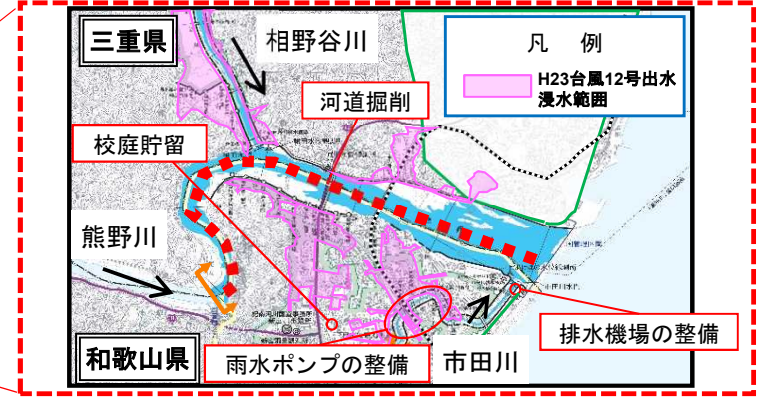 三重県
相野谷川
凡 例
H23台風12号出水
浸水範囲
河道掘削
校庭貯留
熊野川
和歌山県
雨水ポンプの整備
市田川
排水機場の整備